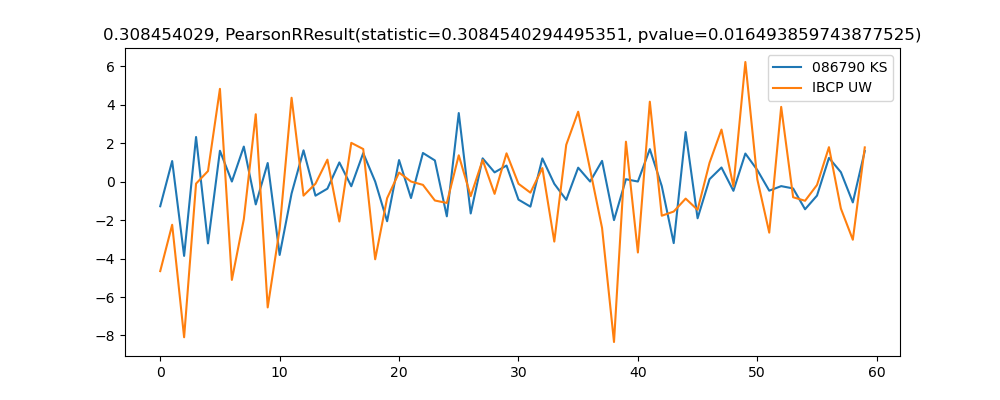 0.308454029, PearsonRResult(statistic=0.3084540294495351, pvalue=0.016493859743877525)
086790 KS
IBCP UW
6
4
2
0
−2
−4
−6
−8
0 10 20 30 40 50 60